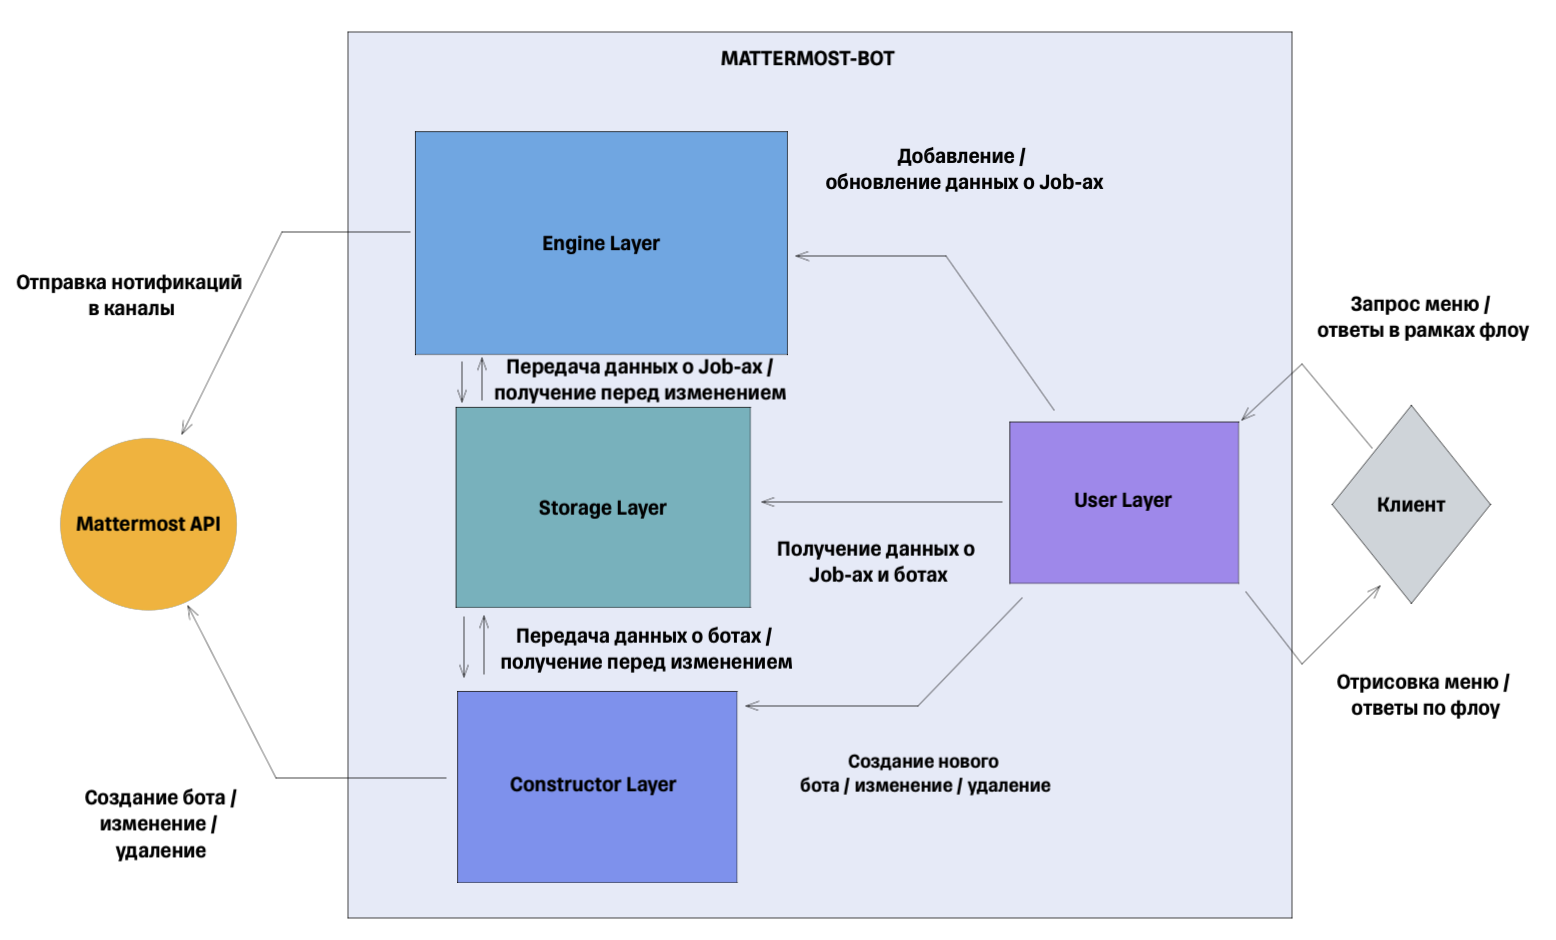 MATTERMOST-BOT
Добавление /
обновление данных о Job-ах
Engine Layer
Отправка нотификаций
в каналы
Запрос меню /
ответы в рамках флоу
Передача данных о Job-ах /
получение перед изменением
Mattermost API
Storage Layer
User Layer
Клиент
Получение данных о
Job-ах и ботах
Передача данных о ботах /
получение перед изменением
Отрисовка меню /
ответы по флоу
Constructor Layer
Создание нового
бота / изменение / удаление
Создание бота /
изменение /
удаление